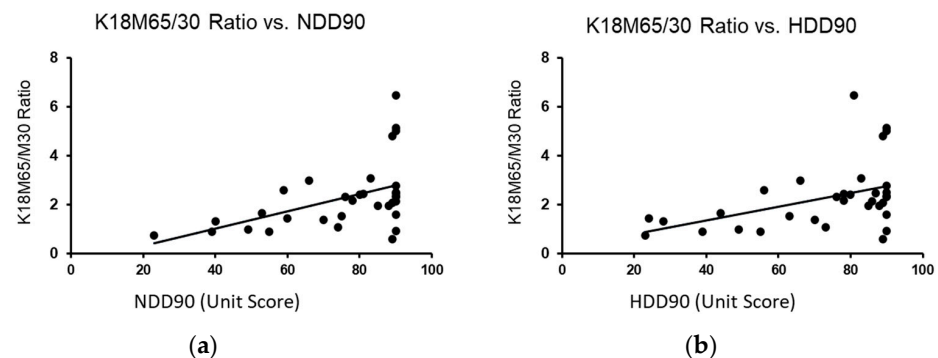 K18M65/30 Ratio vs. NDD90
K18M65/M30 Ratio
8
6
4
2
0
0 20 40 60 80 100
NDD90 (Unit Score)
(a)
K18M65/30 Ratio vs. HDD90
K18M65/M30 Ratio
8
6
4
2
0
0 20 40 60 80 100
HDD90 (Unit Score)
(b)